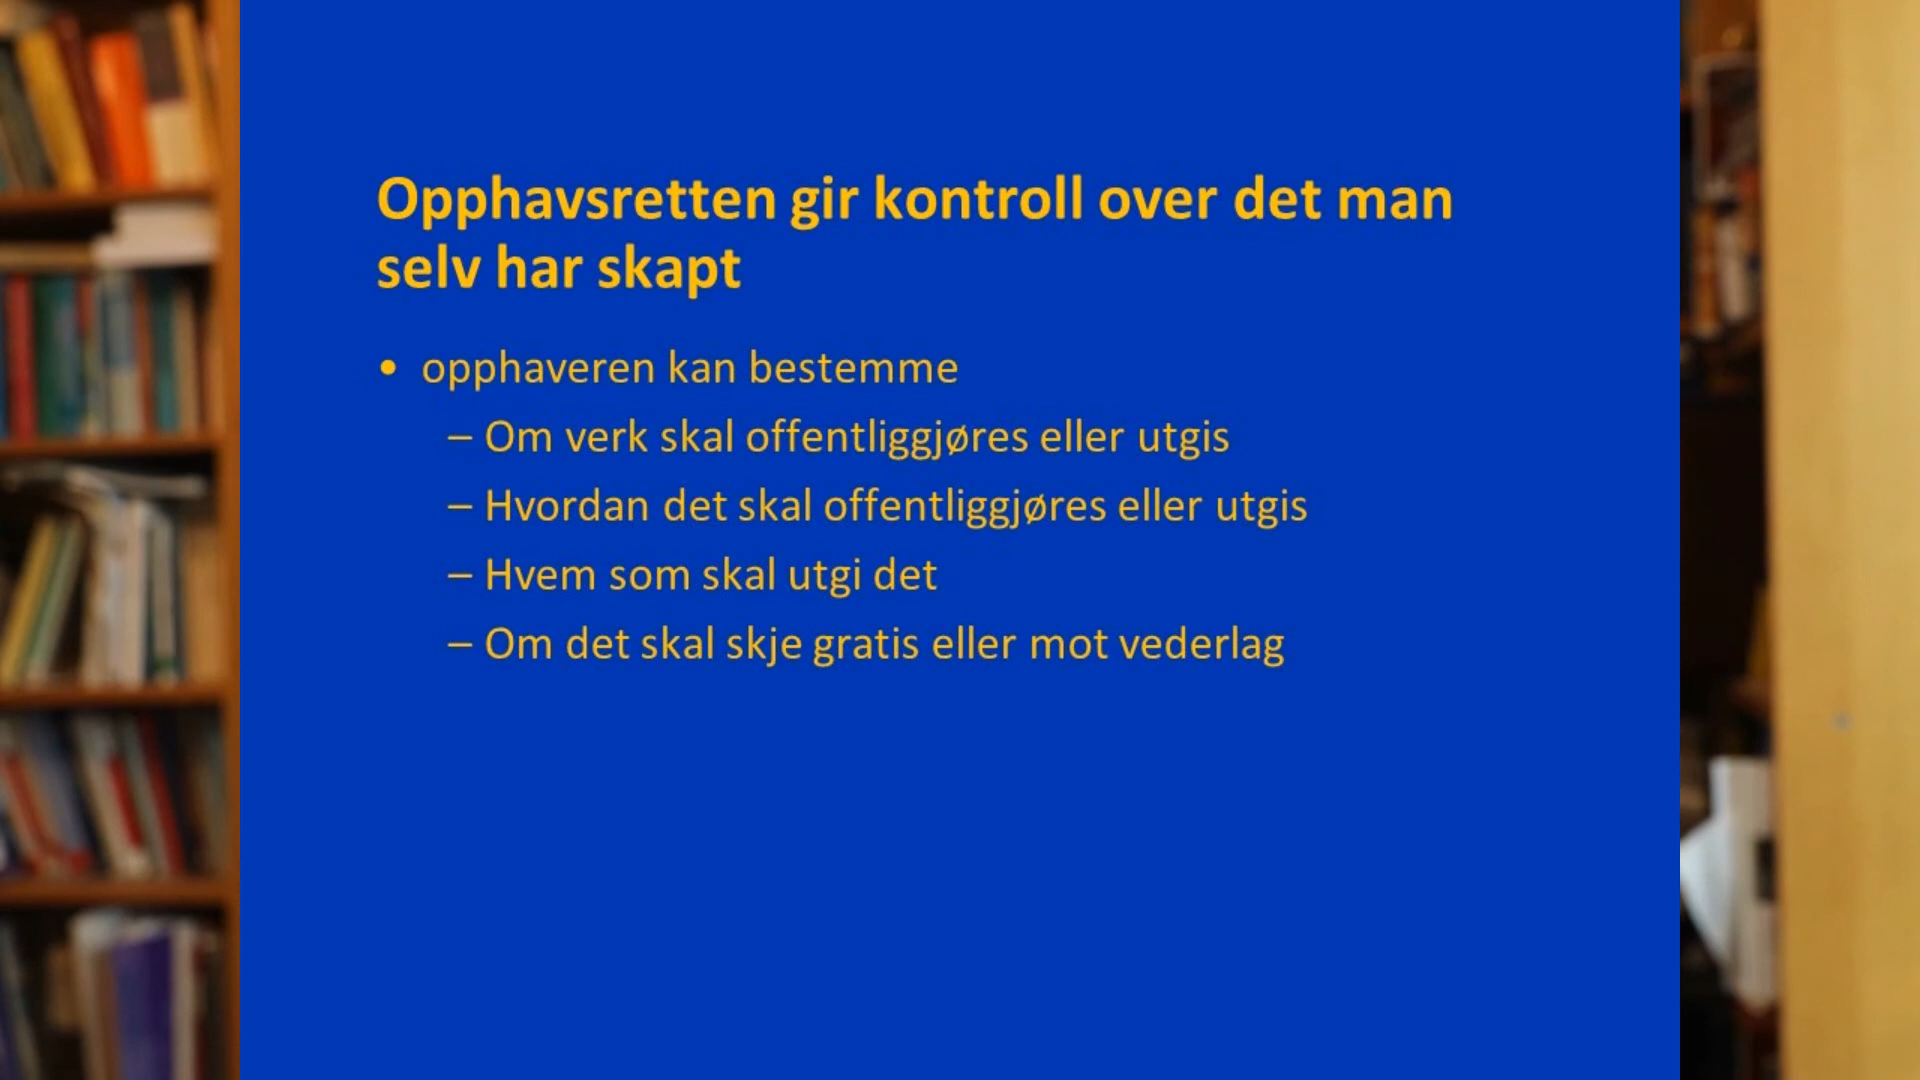 Opphavsretten gir kontroll over det man
selv har skapt
• opphaveren kan bestemme
– Om verk skal offentliggjøres eller utgis
– Hvordan det skal offentliggjøres eller utgis
– Hvem som skal utgi det
– Om det skal skje gratis eller mot vederlag